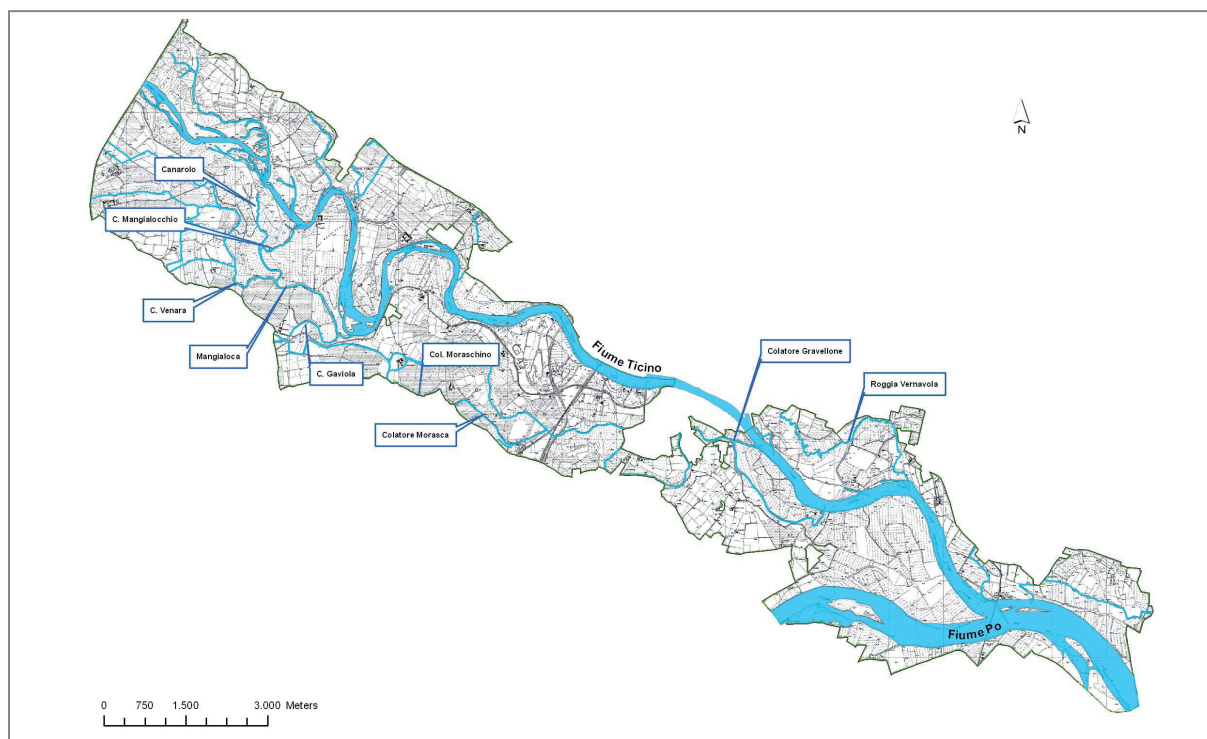 N
Canarolo
C. Mangialocchio
C. Venara
Mangialoca
C. Gaviola
Col. Moraschino
Colatore Morasca
Fiume Ticino
Colatore Gravellone
Roggia Vernavola
Fiume Po
0 750 1.500 3.000 Meters